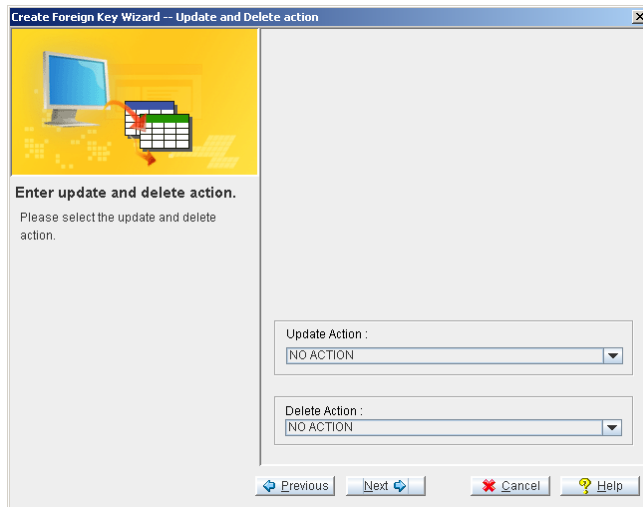 Create Foreign Key Wizard -- Update and Delete action
Enter update and delete action.
Please select the update and delete
action.
Update Action :
NO ACTION
Delete Action :
NO ACTION
Previous
Next
Cancel
Help